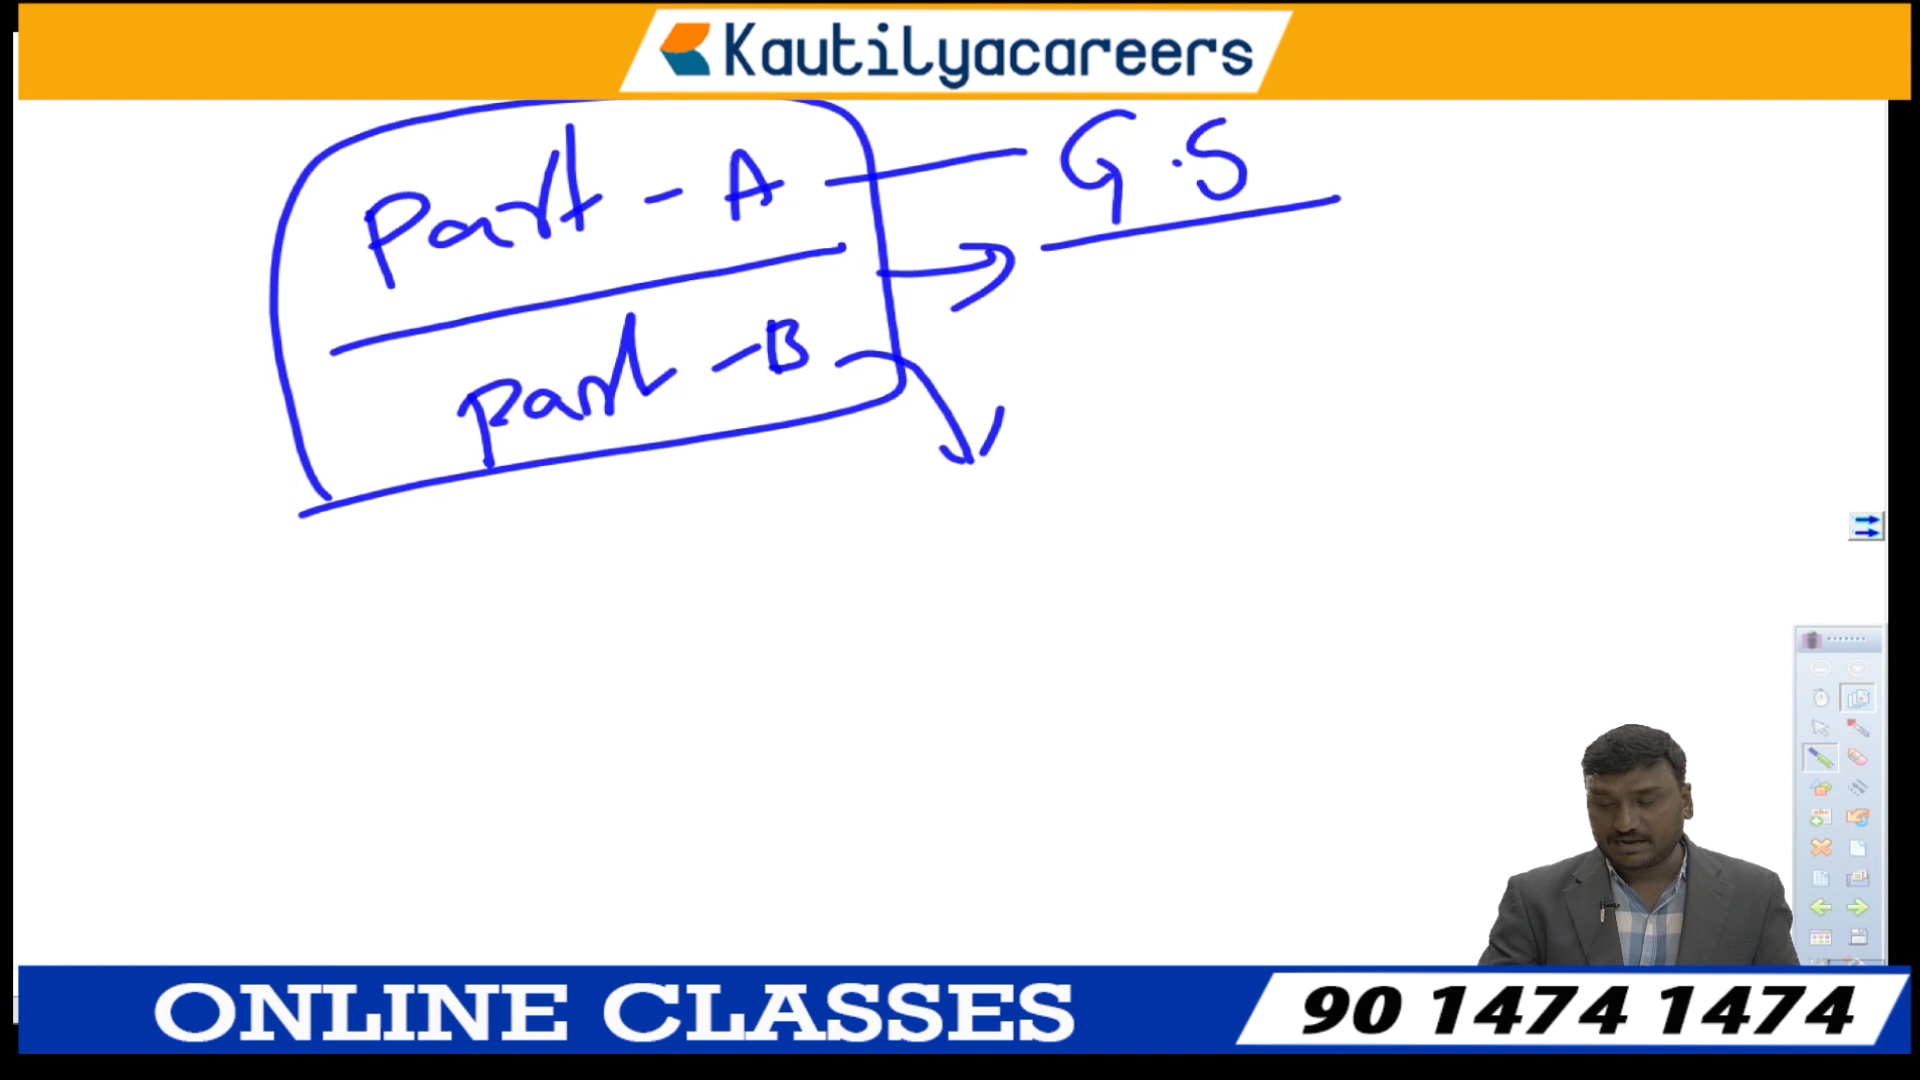 Kautilyacareers
Part - A
G.S
Part - B
ONLINE CLASSES
90 1474 1474